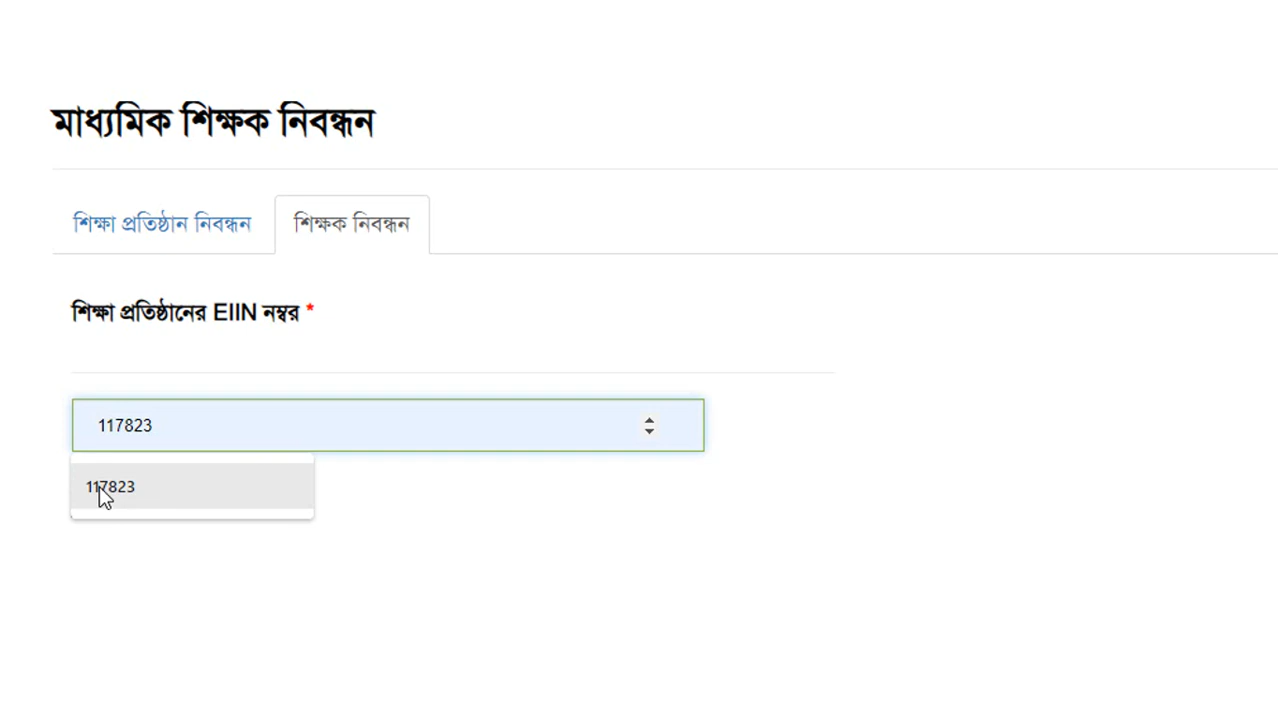 মাধ্যমিক শিক্ষক নিবন্ধন
শিক্ষা প্রতিষ্ঠান নিবন্ধন শিক্ষক নিবন্ধন
শিক্ষা প্রতিষ্ঠানের EIIN নম্বর *
117823
117823